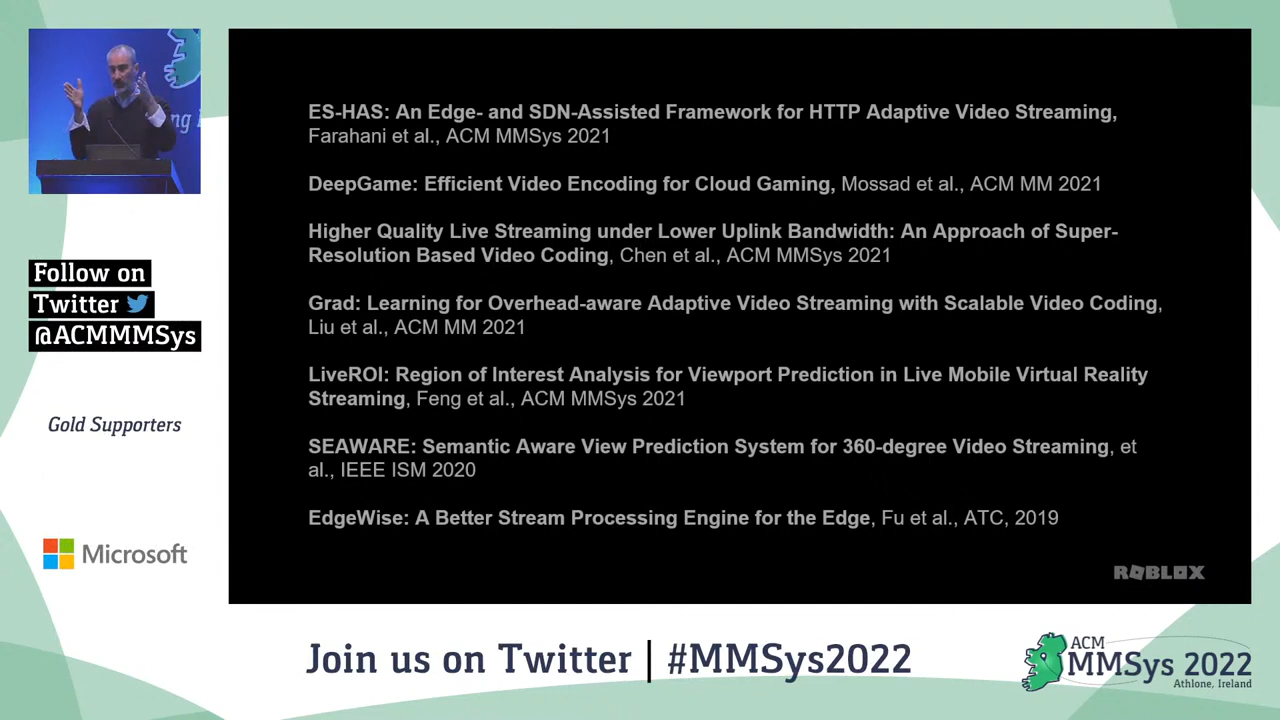 ng
Follow on
Twitter
@ACMMMSys
Gold Supporters
Microsoft
ES-HAS: An Edge- and SDN-Assisted Framework for HTTP Adaptive Video Streaming,
Farahani et al., ACM MMSys 2021
DeepGame: Efficient Video Encoding for Cloud Gaming, Mossad et al., ACM MM 2021
Higher Quality Live Streaming under Lower Uplink Bandwidth: An Approach of Super-
Resolution Based Video Coding, Chen et al., ACM MMSys 2021
Grad: Learning for Overhead-aware Adaptive Video Streaming with Scalable Video Coding,
Liu et al., ACM MM 2021
LiveROI: Region of Interest Analysis for Viewport Prediction in Live Mobile Virtual Reality
Streaming, Feng et al., ACM MMSys 2021
SEAWARE: Semantic Aware View Prediction System for 360-degree Video Streaming, et
al., IEEE ISM 2020
EdgeWise: A Better Stream Processing Engine for the Edge, Fu et al., ATC, 2019
ROBLOX
Join us on Twitter | #MMSys2022
ACM
MMSys 2022
Athlone, Ireland